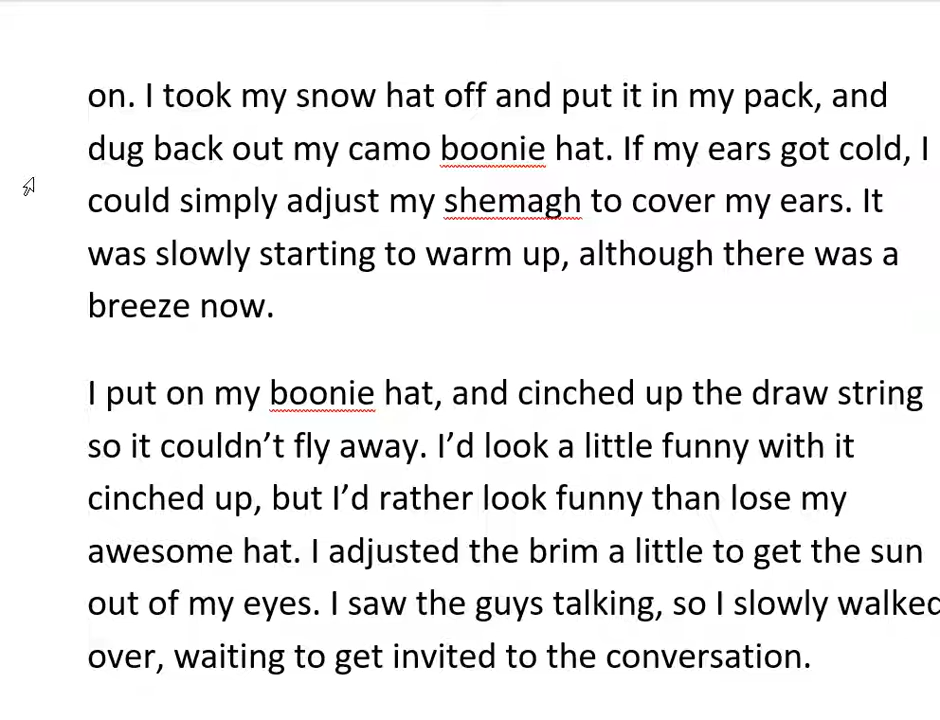 on. I took my snow hat off and put it in my pack, and
dug back out my camo boonie hat. If my ears got cold, I
could simply adjust my shemagh to cover my ears. It
was slowly starting to warm up, although there was a
breeze now.
I put on my boonie hat, and cinched up the draw string
so it couldn’t fly away. I’d look a little funny with it
cinched up, but I’d rather look funny than lose my
awesome hat. I adjusted the brim a little to get the sun
out of my eyes. I saw the guys talking, so I slowly walked
over, waiting to get invited to the conversation.